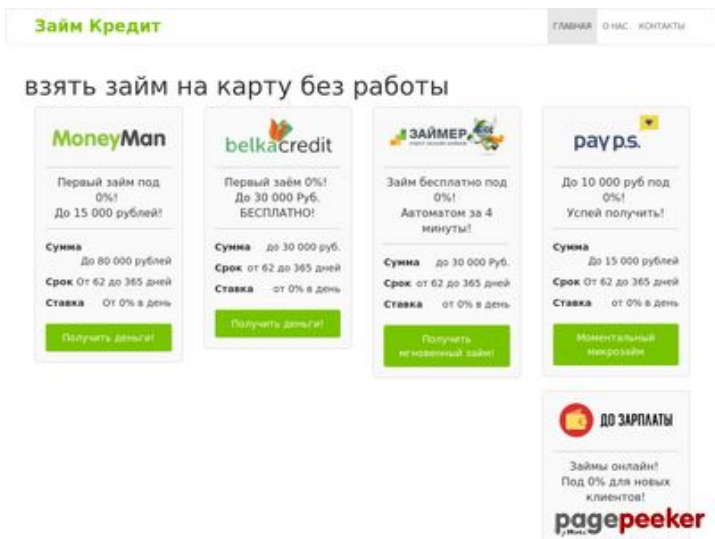 Займ Кредит
ГЛАВНАЯ О НАС КОНТАКТЫ
взять займ на карту без работы
MoneyMan
Первый займ под
0%!
До 15 000 рублей!
Сумма
До 80 000 рублей
Срок От 62 до 365 дней
Ставка От 0% в день
Получить деньги!
belkacredit
Первый заём 0%!
До 30 000 Руб.
БЕСПЛАТНО!
Сумма до 30 000 руб.
Срок от 62 до 365 дней
Ставка от 0% в день
Получить деньги!
ЗАЙМЕР
Займ бесплатно под
0%!
Автоматом за 4
минуты!
Сумма до 30 000 Руб.
Срок от 62 до 365 дней
Ставка от 0% в день
Получить
мгновенный займ!
pay p.s.
До 10 000 руб под
0%!
Успей получить!
Сумма
До 15 000 рублей
Срок От 62 до 365 дней
Ставка от 0% в день
Моментальный
микрозайм
ДО ЗАРПЛАТЫ
Займы онлайн!
Под 0% для новых
клиентов!
pagepeeker